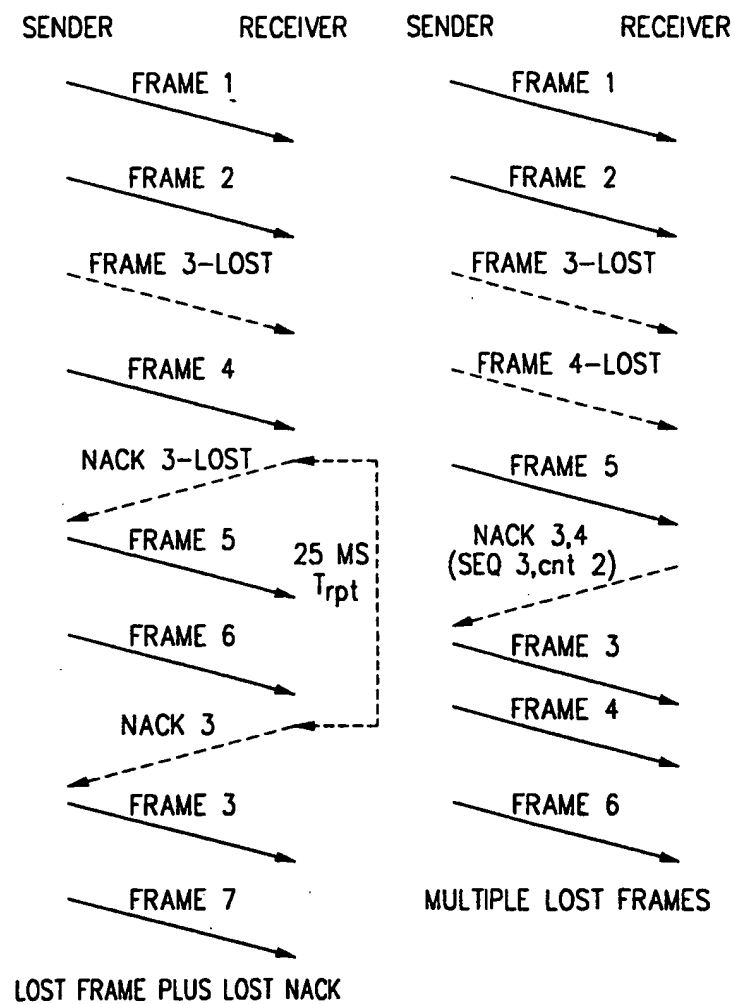 SENDER RECEIVER
FRAME 1
FRAME 2
FRAME 3-LOST
FRAME 4
NACK 3-LOST
FRAME 5
25 MS
Trpt
FRAME 6
NACK 3
FRAME 3
FRAME 7
LOST FRAME PLUS LOST NACK
SENDER RECEIVER
FRAME 1
FRAME 2
FRAME 3-LOST
FRAME 4-LOST
FRAME 5
NACK 3,4
(SEQ 3,cnt 2)
FRAME 3
FRAME 4
FRAME 6
MULTIPLE LOST FRAMES